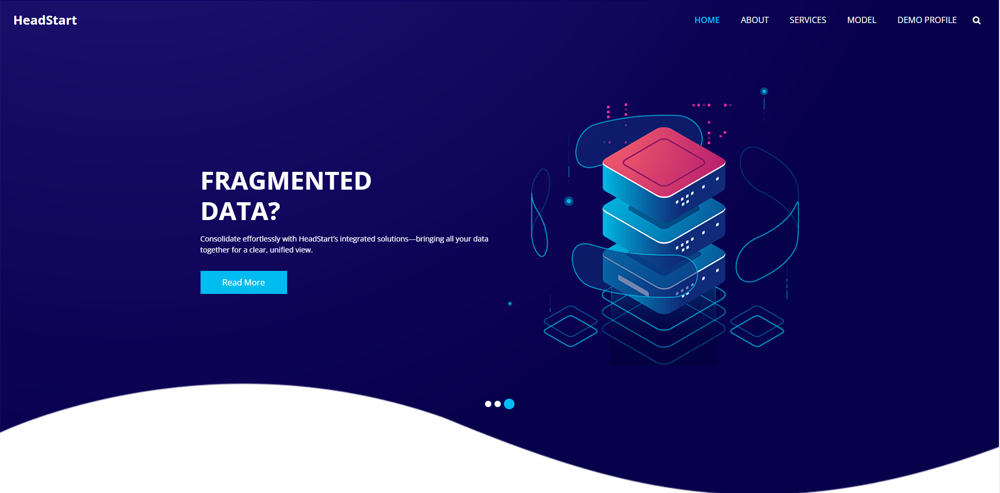 HeadStart
HOME
ABOUT
SERVICES
MODEL
DEMO PROFILE
FRAGMENTED
DATA?
Consolidate effortlessly with HeadStart’s integrated solutions—bringing all your data
together for a clear, unified view.
Read More